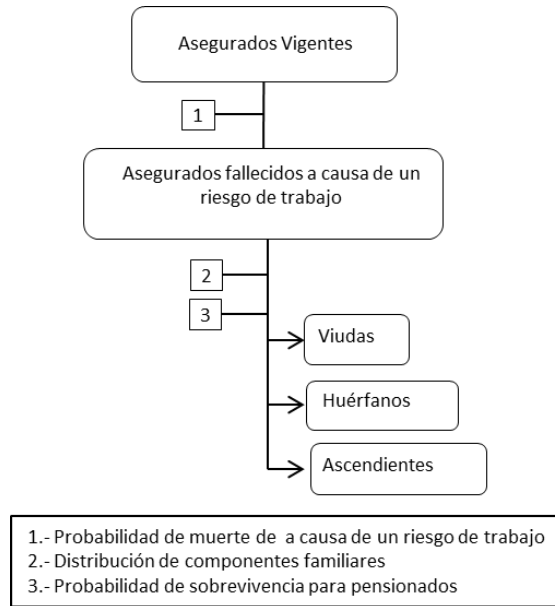 Asegurados Vigentes
1
Asegurados fallecidos a causa de un
riesgo de trabajo
2
3
Viudas
Huérfanos
Ascendientes
1.- Probabilidad de muerte de a causa de un riesgo de trabajo
2.- Distribución de componentes familiares
3.- Probabilidad de sobrevivencia para pensionados